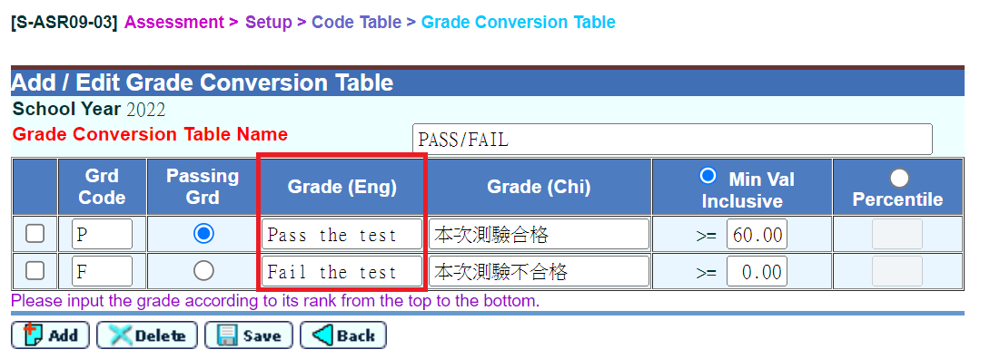 [S-ASR09-03] Assessment > Setup > Code Table > Grade Conversion Table
Add / Edit Grade Conversion Table
School Year 2022
Grade Conversion Table Name PASS/FAIL
Grd Code Passing Grd Grade (Eng) Grade (Chi) Min Val Inclusive Percentile
P Pass the test 本次測驗合格 >= 60.00
F Fail the test 本次測驗不合格 >= 0.00
Please input the grade according to its rank from the top to the bottom.
Add Delete Save Back